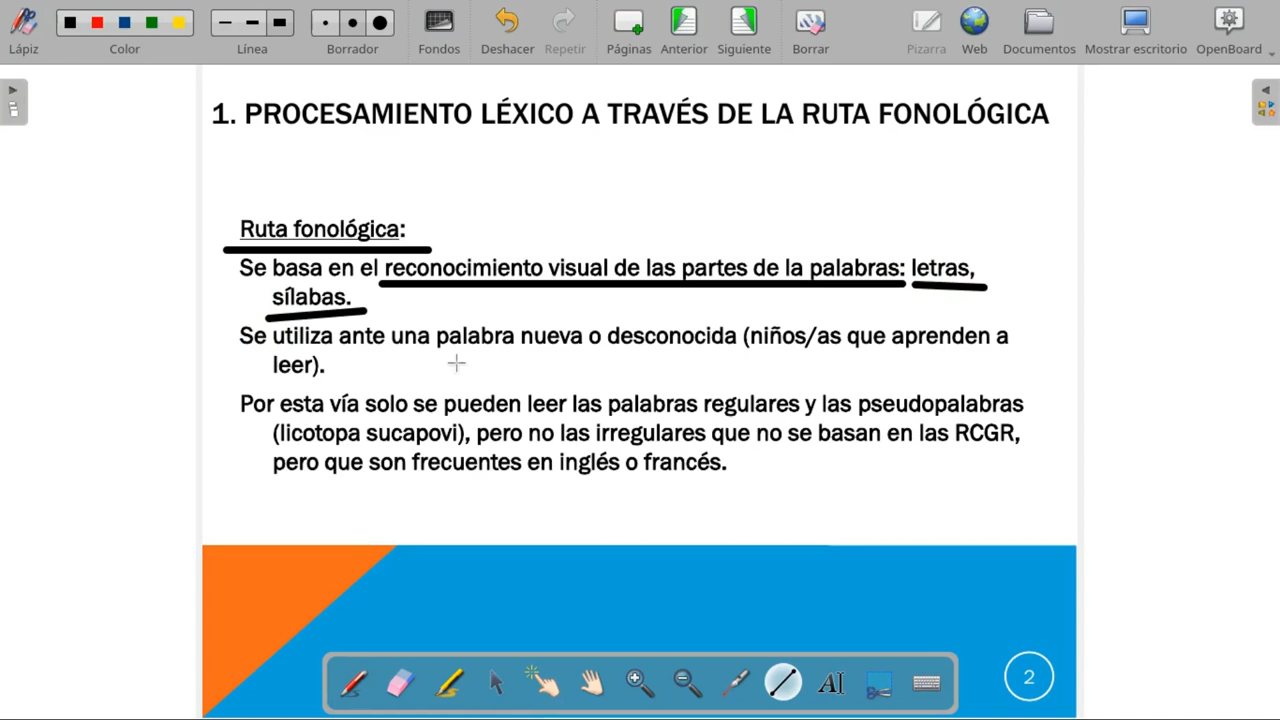 Lápiz Color Línea Borrador Fondos Deshacer Repetir Páginas Anterior Siguiente Borrar Pizarra Web Documentos Mostrar escritorio OpenBoard
1. PROCESAMIENTO LÉXICO A TRAVÉS DE LA RUTA FONOLÓGICA
Ruta fonológica:
Se basa en el reconocimiento visual de las partes de la palabras: letras,
sílabas.
Se utiliza ante una palabra nueva o desconocida (niños/as que aprenden a
leer).
Por esta vía solo se pueden leer las palabras regulares y las pseudopalabras
(licotopa sucapovi), pero no las irregulares que no se basan en las RCGR,
pero que son frecuentes en inglés o francés.
AI
2